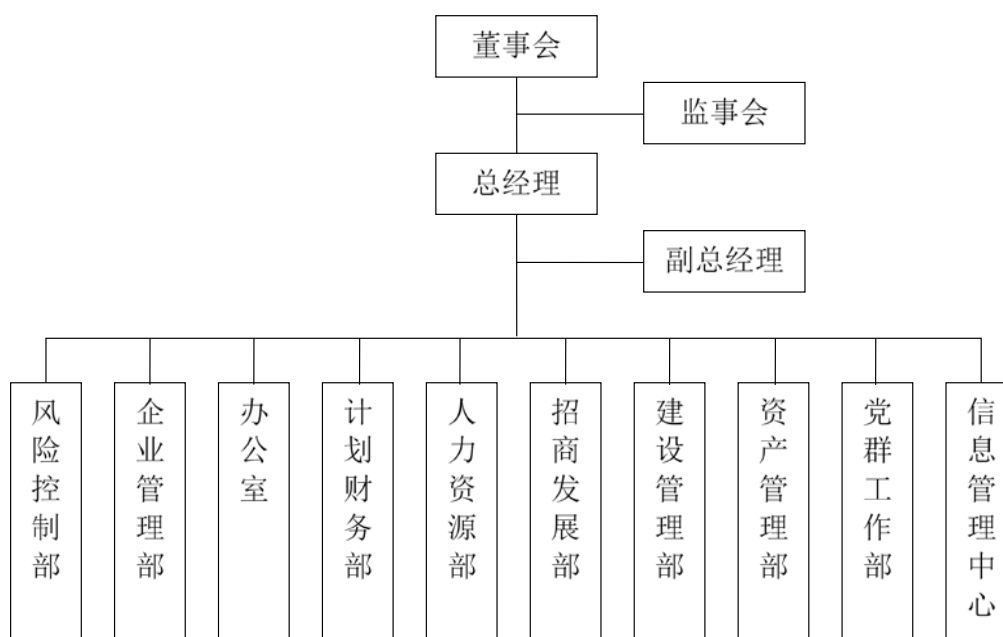 董事会
监事会
总经理
副总经理
风险控制部
企业管理部
办公室
计划财务部
人力资源部
招商发展部
建设管理部
资产管理部
党群工作部
信息管理中心